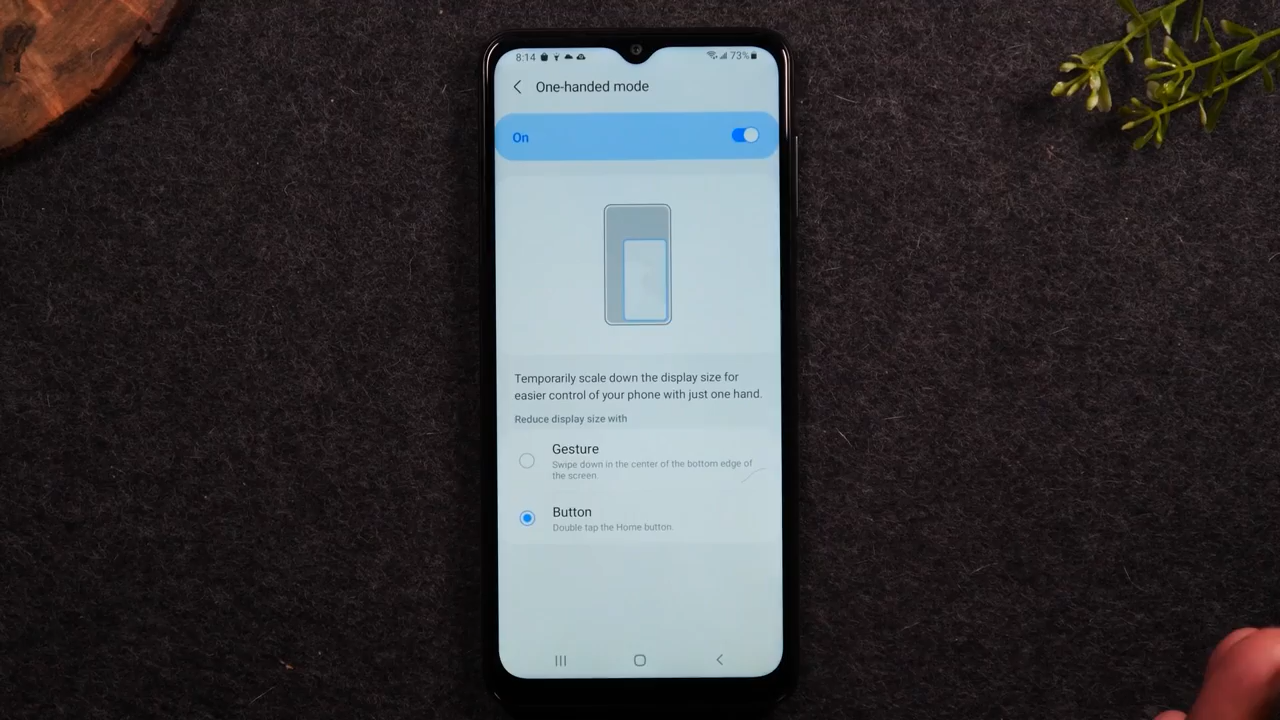 8:14 73%
One-handed mode
On
Temporarily scale down the display size for
easier control of your phone with just one hand.
Reduce display size with
Gesture
Swipe down in the center of the bottom edge of
the screen.
Button
Double tap the Home button.